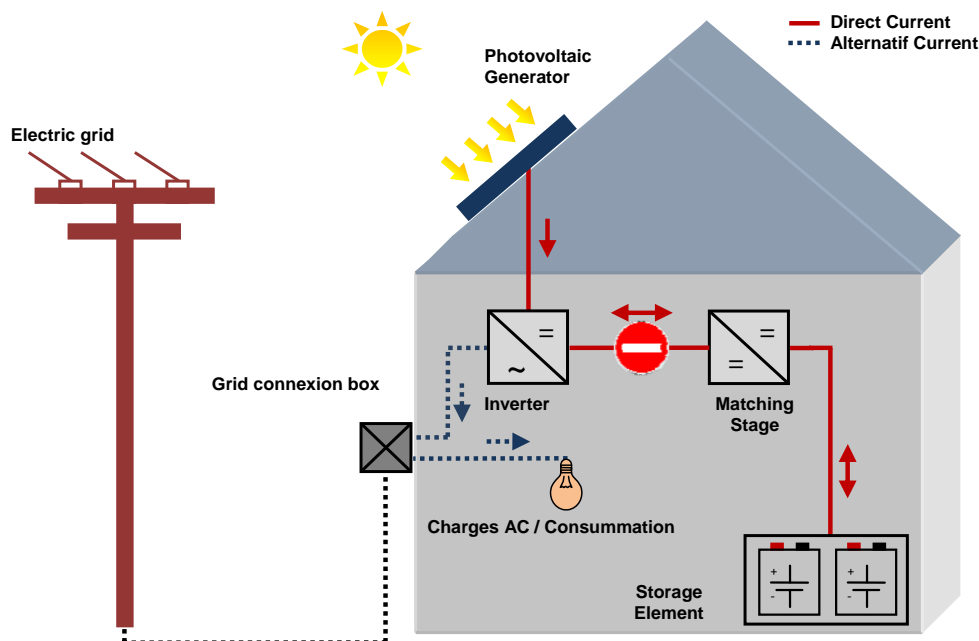 Direct Current
Alternatif Current
Photovoltaic
Generator
Electric grid
=
~
=
=
Grid connexion box
Inverter
Matching
Stage
Charges AC / Consummation
+
-
+
-
Storage
Element